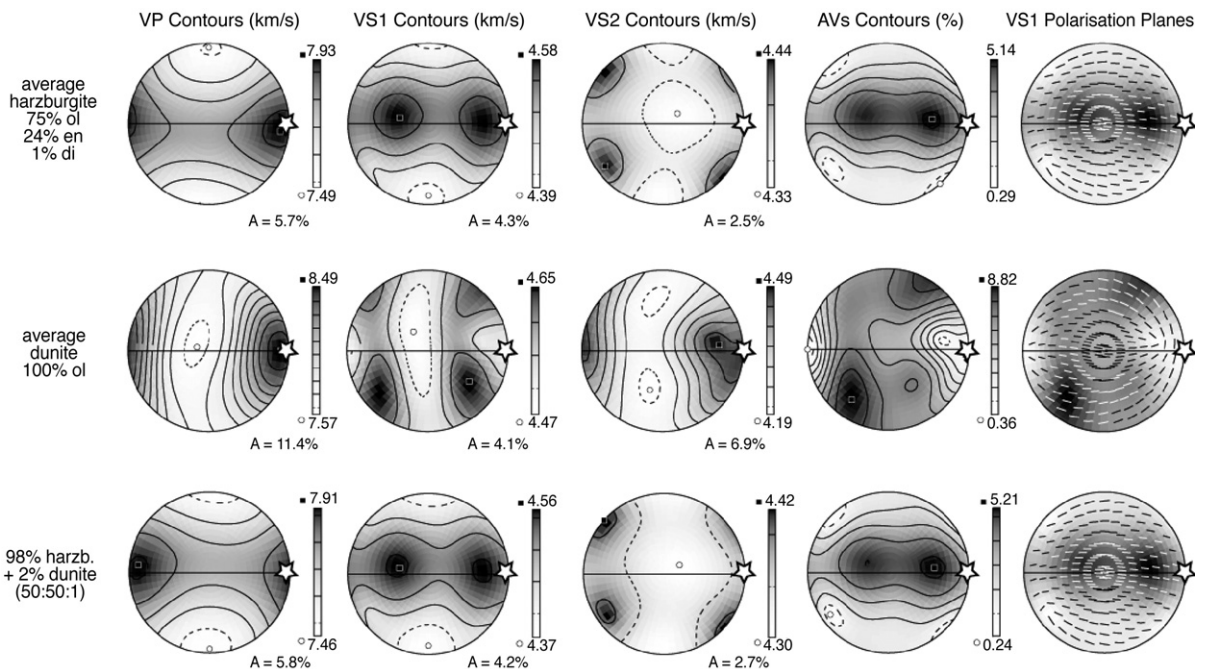 VP Contours (km/s) VS1 Contours (km/s) VS2 Contours (km/s) AVs Contours (%) VS1 Polarisation Planes
average
harzburgite
75% ol
24% en
1% di
7.93 4.58 4.44 5.14
7.49 4.39 4.33 0.29
A = 5.7% A = 4.3% A = 2.5%
average
dunite
100% ol
8.49 4.65 4.49 8.82
7.57 4.47 4.19 0.36
A = 11.4% A = 4.1% A = 6.9%
98% harzb.
+ 2% dunite
(50:50:1)
7.91 4.56 4.42 5.21
7.46 4.37 4.30 0.24
A = 5.8% A = 4.2% A = 2.7%